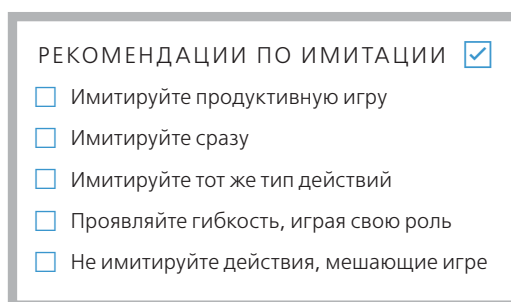 РЕКОМЕНДАЦИИ ПО ИМИТАЦИИ
Имитируйте продуктивную игру
Имитируйте сразу
Имитируйте тот же тип действий
Проявляйте гибкость, играя свою роль
Не имитируйте действия, мешающие игре